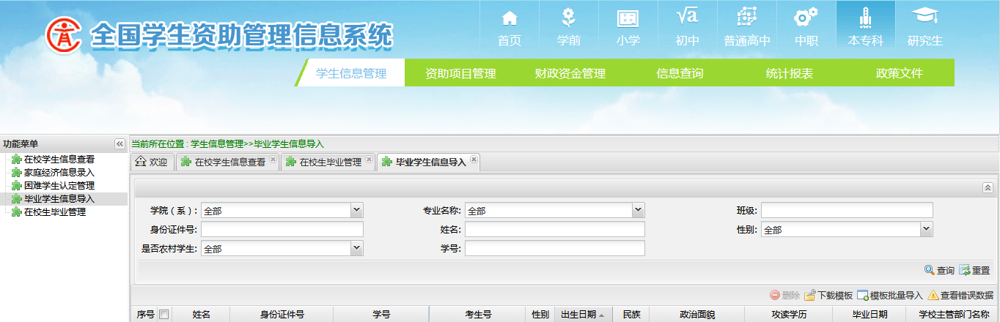 全国学生资助管理信息系统
首页 学前 小学 初中 普通高中 中职 本专科 研究生
学生信息管理 资助项目管理 财政资金管理 信息查询 统计报表 政策文件
功能菜单
在校学生信息查看
家庭经济信息录入
困难学生认定管理
毕业学生信息导入
在校生毕业管理
当前所在位置 : 学生信息管理>>毕业学生信息导入
欢迎 在校学生信息查看 在校生毕业管理 毕业学生信息导入
学院（系）: 全部 专业名称: 全部 班级:
身份证件号: 姓名: 性别: 全部
是否农村学生: 全部 学号:
查询 重置
删除 下载模板 模板批量导入 查看错误数据
序号 姓名 身份证件号 学号 考生号 性别 出生日期 民族 政治面貌 攻读学历 毕业日期 学校主管部门名称